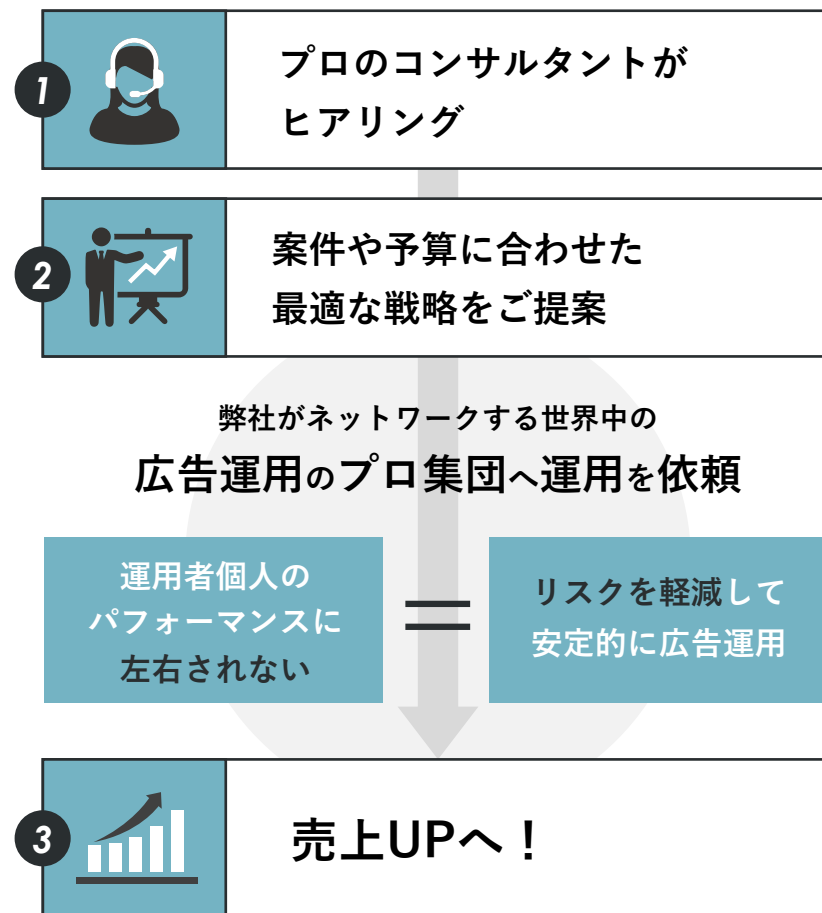 1
プロのコンサルタントが
ヒアリング
2
案件や予算に合わせた
最適な戦略をご提案
弊社がネットワークする世界中の
広告運用のプロ集団へ運用を依頼
運用者個人の
パフォーマンスに
左右されない
＝
リスクを軽減して
安定的に広告運用
3
売上UPへ！